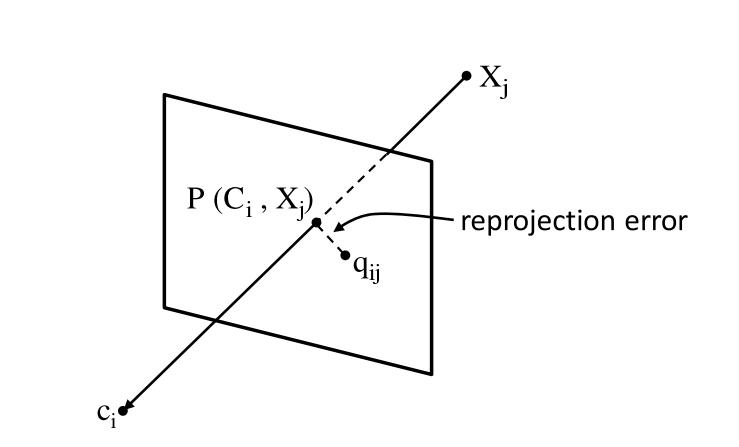 Xj
P (Ci , Xj)
reprojection error
qij
ci